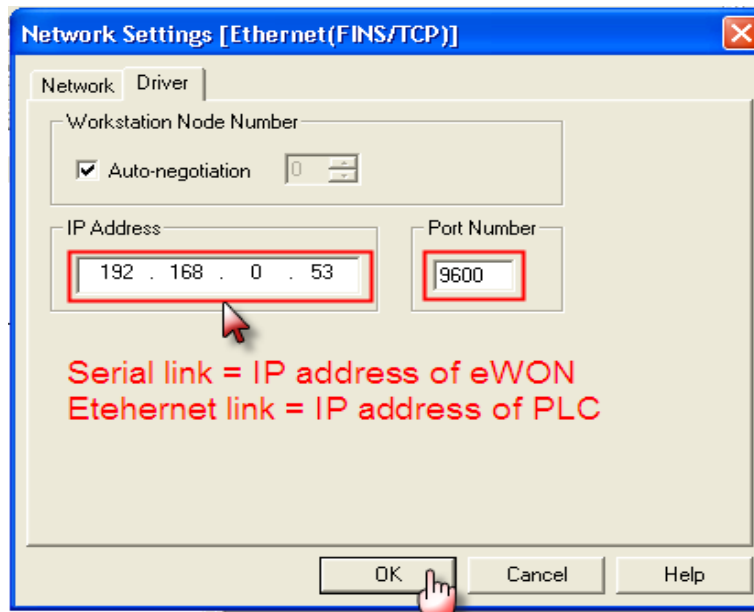 Network Settings [Ethernet(FINS/TCP)]
Network Driver
Workstation Node Number
Auto-negotiation 0
IP Address Port Number
192 . 168 . 0 . 53 9600
Serial link = IP address of eWON
Etehernet link = IP address of PLC
OK Cancel Help